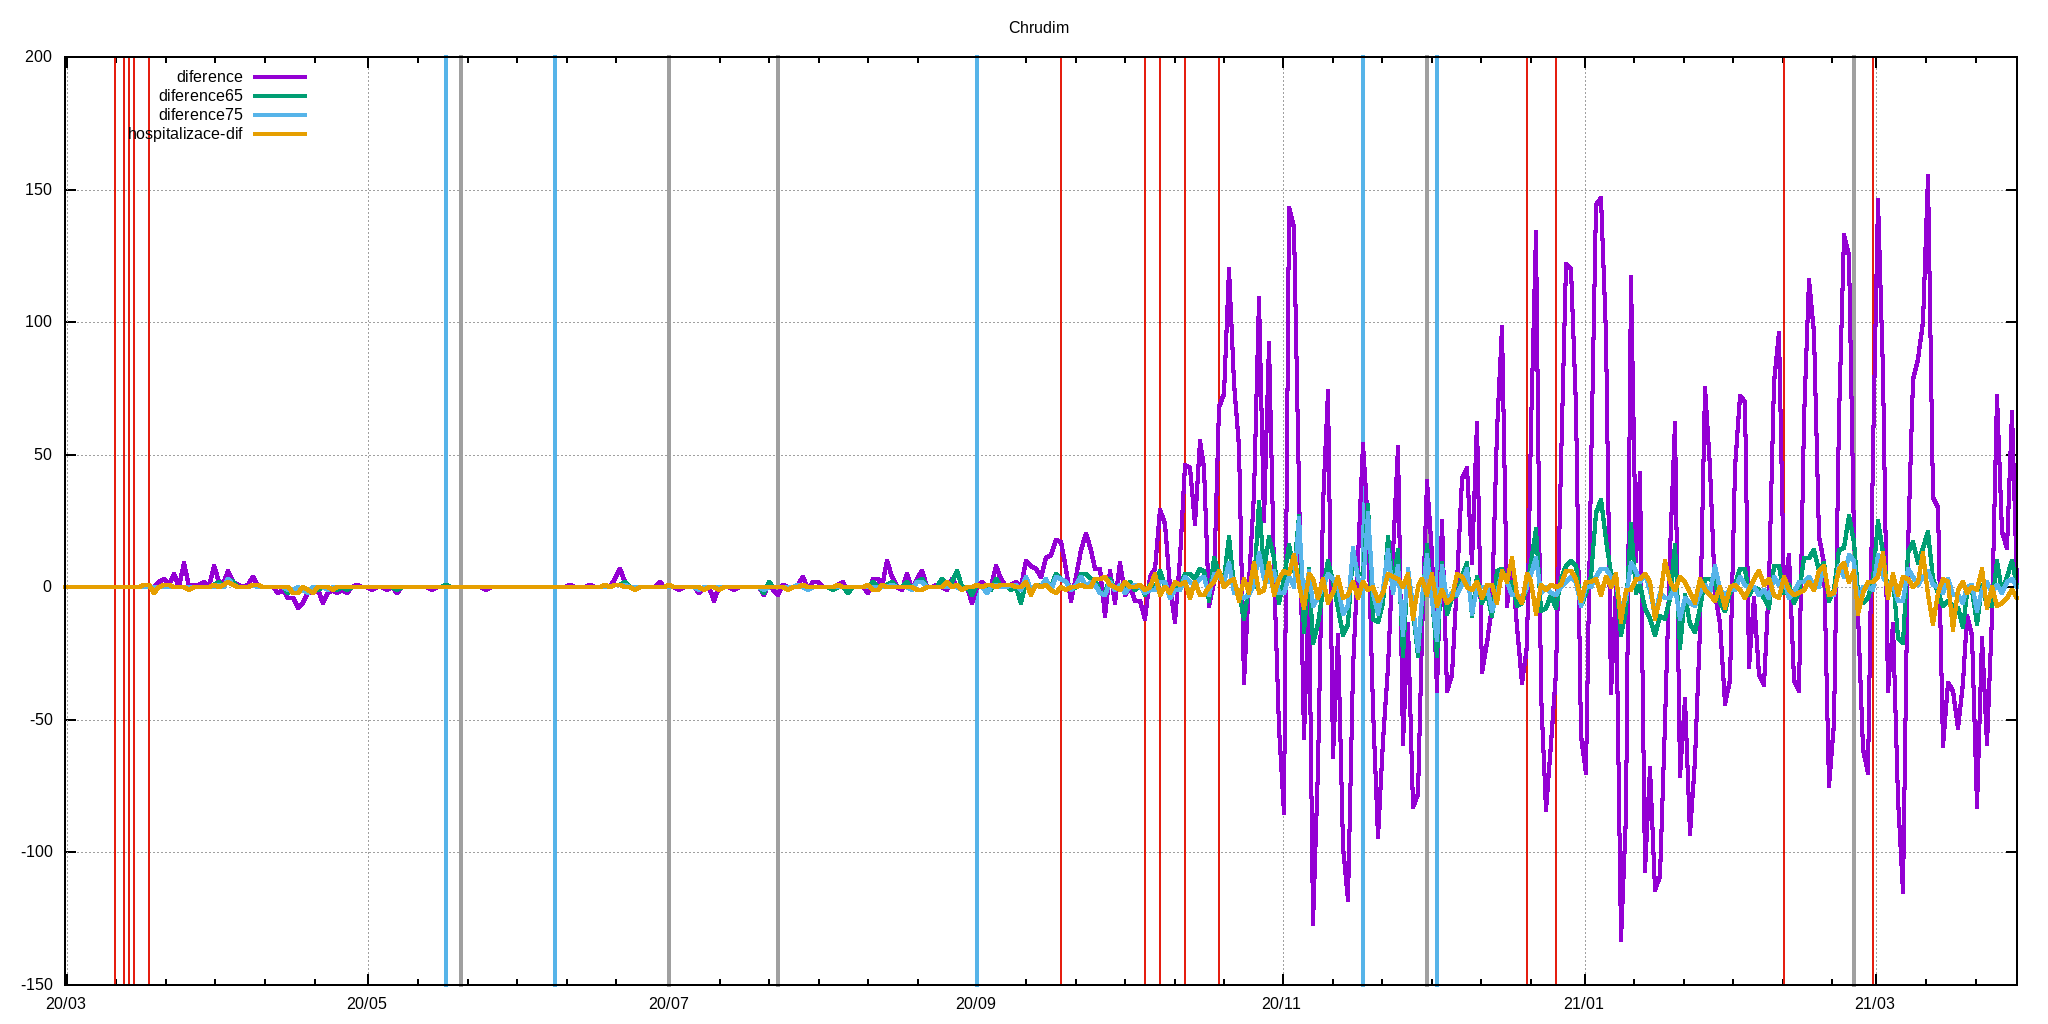 Chrudim
200
diference
diference65
diference75
hospitalizace-dif
150
100
50
0
-50
-100
-150
20/03 20/05 20/07 20/09 20/11 21/01 21/03